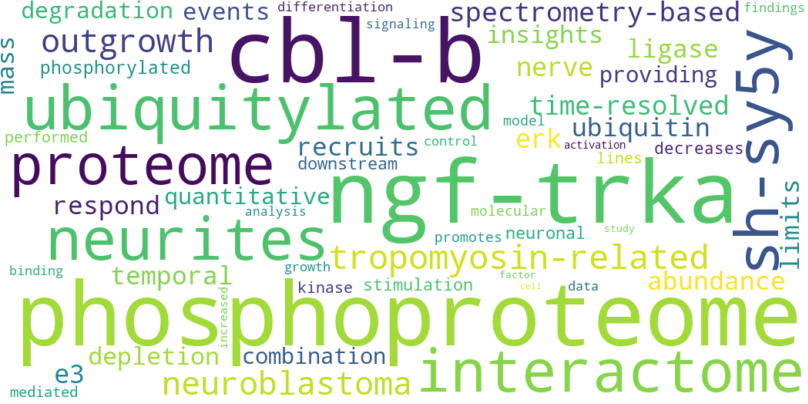 degradation events differentiation spectrometry-based findings
signaling
mass outgrowth cbl-b insights ligase sh-sy5y
phosphorylated nerve providing
ubiquitylated time-resolved
performed model ubiquitin
proteome recruits control erk activation decreases
downstream lines
respond quantitative ngf-trka limits
analysis molecular
neurites promotes neuronal study
binding temporal growth tropomyosin-related
kinase stimulation factor cell data abundance
phosphoproteome
increased
depletion combination
e3 neuroblastoma interactome
mediated